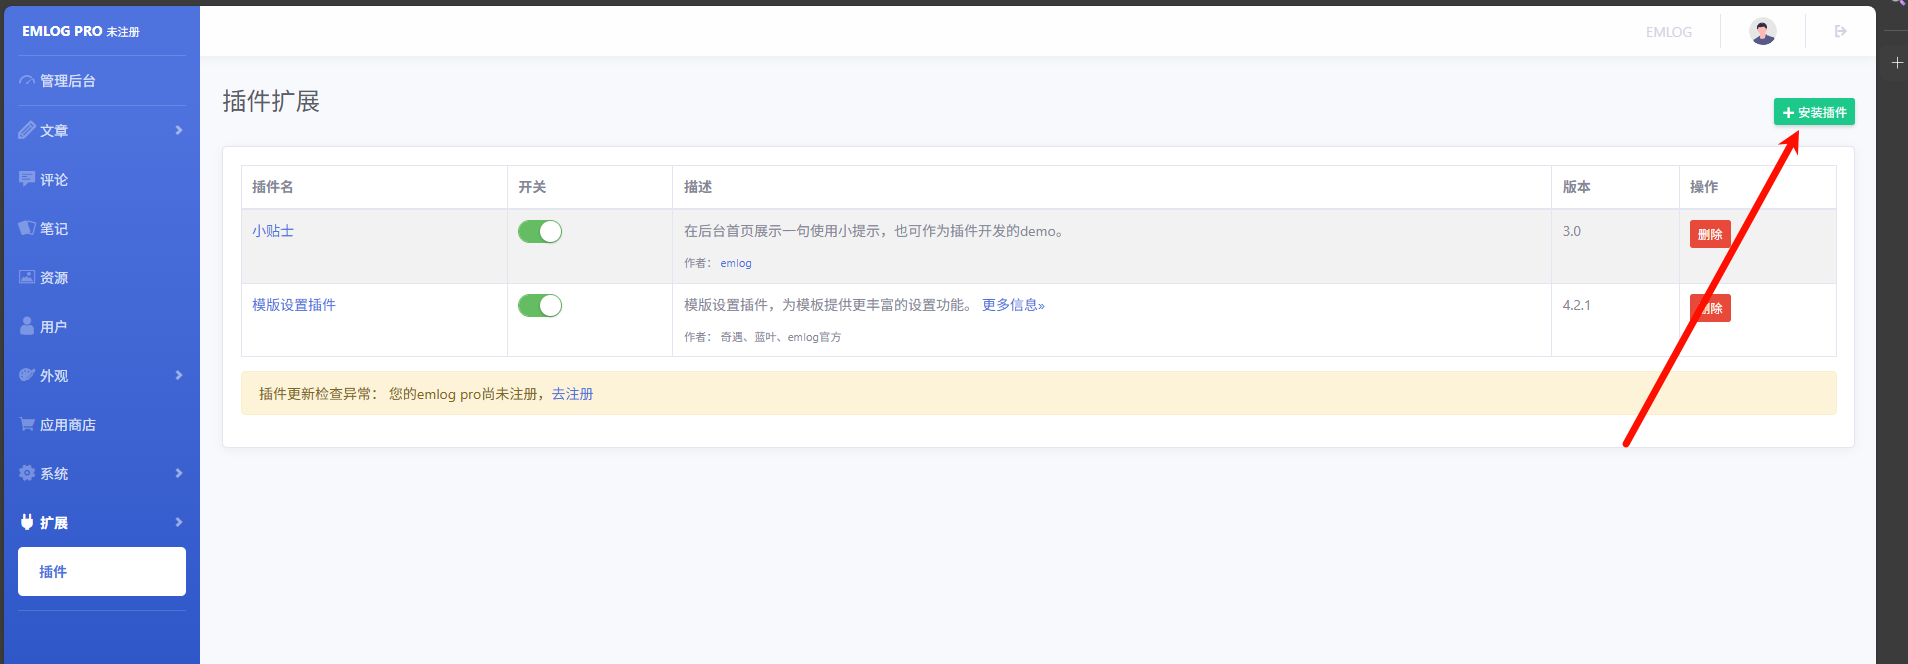 EMLOG PRO 未注册
EMLOG
管理后台
文章
评论
笔记
资源
用户
外观
应用商店
系统
扩展
插件
插件扩展
安装插件
插件名 开关 描述 版本 操作
小贴士 在后台首页展示一句使用小提示，也可作为插件开发的demo。 3.0 删除
作者： emlog
模版设置插件 模版设置插件，为模板提供更丰富的设置功能。 更多信息» 4.2.1 删除
作者： 奇遇、蓝叶、emlog官方
插件更新检查异常： 您的emlog pro尚未注册，去注册